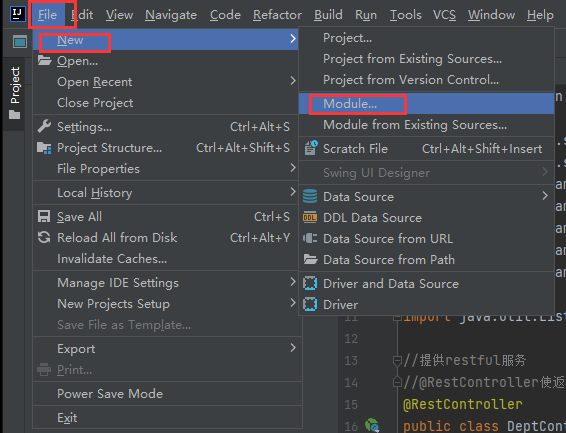 IJ File Edit View Navigate Code Refactor Build Run Tools VCS Window Help
Project
New
Open...
Open Recent
Close Project
Settings... Ctrl+Alt+S
Project Structure... Ctrl+Alt+Shift+S
File Properties
Local History
Save All Ctrl+S
Reload All from Disk Ctrl+Alt+Y
Invalidate Caches...
Manage IDE Settings
New Projects Setup
Save File as Template...
Export
Print...
Power Save Mode
Exit
Project...
Project from Existing Sources...
Project from Version Control...
Module...
Module from Existing Sources...
Scratch File Ctrl+Alt+Shift+Insert
Swing UI Designer
Data Source
DDL Data Source
Data Source from URL
Data Source from Path
Driver and Data Source
Driver
11 import java.util.List
12
13 //提供restful服务
14 //@RestController使返
15 @RestController
16 public class DeptCont